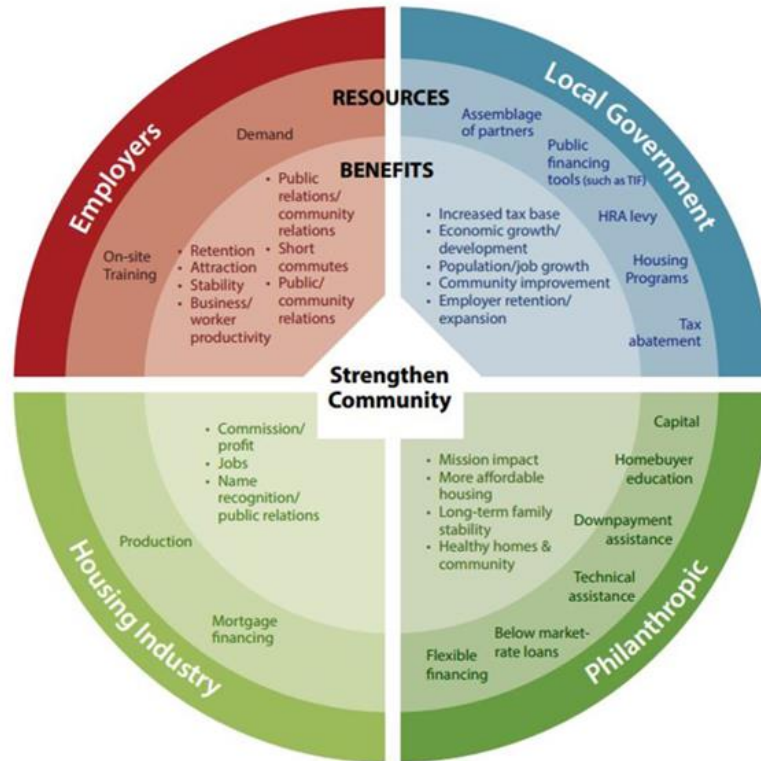 RESOURCES
BENEFITS
Employers
Demand
On-site
Training
• Public
relations/
community
relations
• Short
commutes
• Public/
community
relations
• Retention
• Attraction
• Stability
• Business/
worker
productivity
Local Government
Assemblage
of partners
Public
financing
tools (such as TIF)
HRA levy
Housing
Programs
Tax
abatement
• Increased tax base
• Economic growth/
development
• Population/job growth
• Community improvement
• Employer retention/
expansion
Strengthen
Community
Housing Industry
• Commission/
profit
• Jobs
• Name
recognition/
public relations
Production
Mortgage
financing
Philanthropic
• Mission impact
• More affordable
housing
• Long-term family
stability
• Healthy homes &
community
Capital
Homebuyer
education
Downpayment
assistance
Technical
assistance
Below market-
rate loans
Flexible
financing